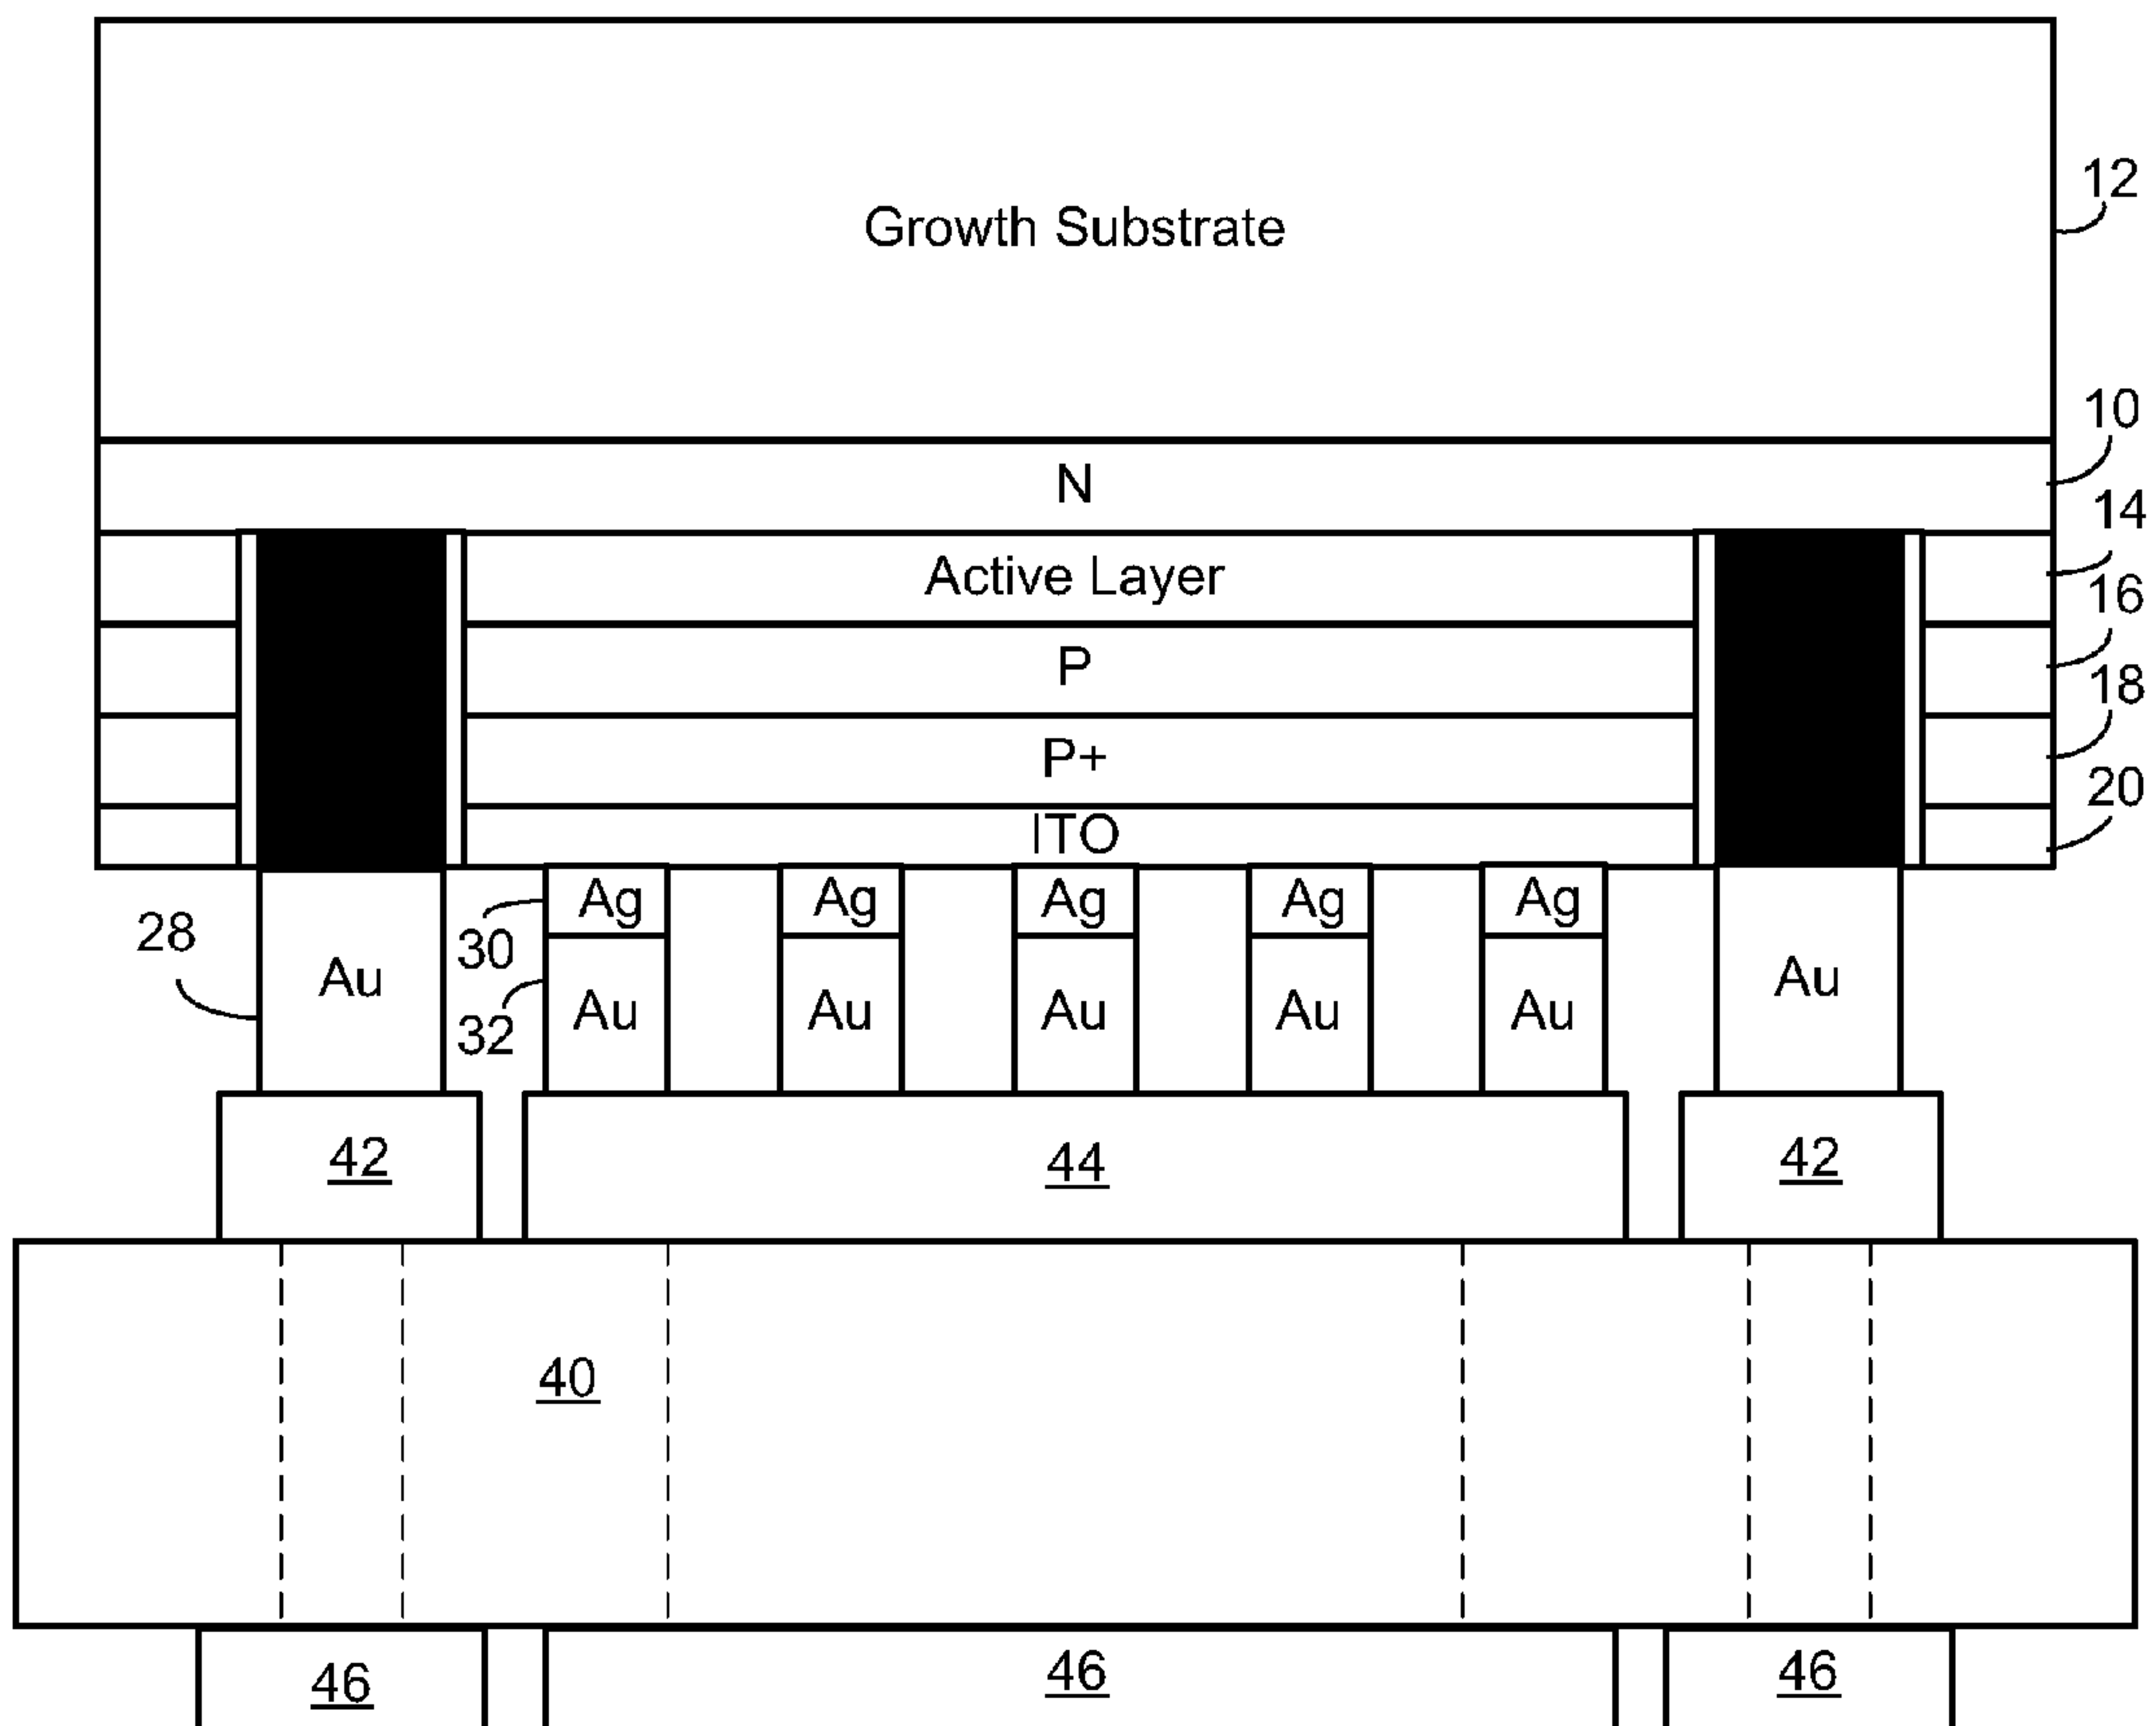 12
Growth Substrate
10
N
14
Active Layer
16
P
18
P+
20
ITO
Ag Ag Ag Ag Ag
28
30
Au Au
32
Au Au Au Au Au
42 44 42
40
46 46 46